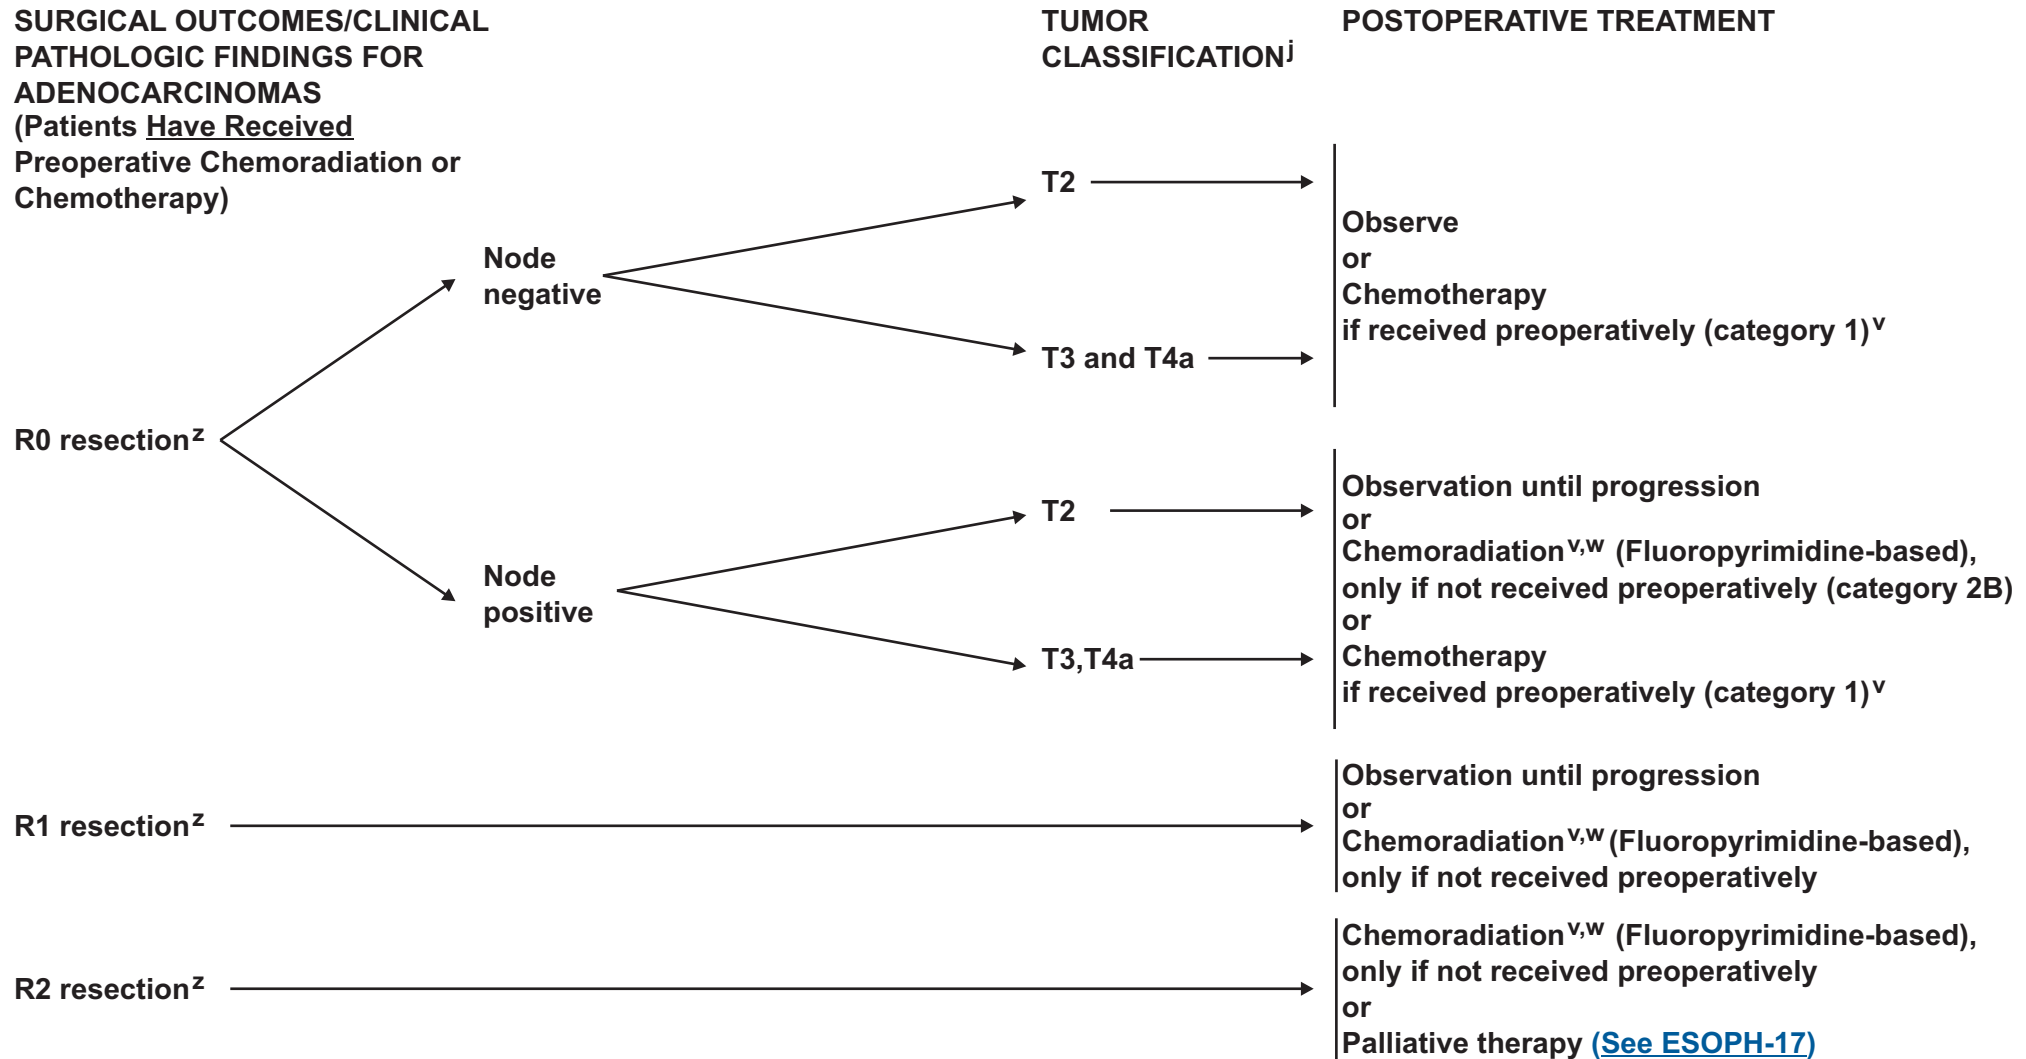 SURGICAL OUTCOMES/CLINICAL
PATHOLOGIC FINDINGS FOR
ADENOCARCINOMAS
(Patients Have Received
Preoperative Chemoradiation or
Chemotherapy)
TUMOR
CLASSIFICATIONʲ
POSTOPERATIVE TREATMENT
R0 resectionᶻ
Node
negative
T2
T3 and T4a
Observe
or
Chemotherapy
if received preoperatively (category 1)ᵛ
Node
positive
T2
T3,T4a
Observation until progression
or
Chemoradiationᵛ,ʷ (Fluoropyrimidine-based),
only if not received preoperatively (category 2B)
or
Chemotherapy
if received preoperatively (category 1)ᵛ
R1 resectionᶻ
Observation until progression
or
Chemoradiationᵛ,ʷ (Fluoropyrimidine-based),
only if not received preoperatively
R2 resectionᶻ
Chemoradiationᵛ,ʷ (Fluoropyrimidine-based),
only if not received preoperatively
or
Palliative therapy (See ESOPH-17)